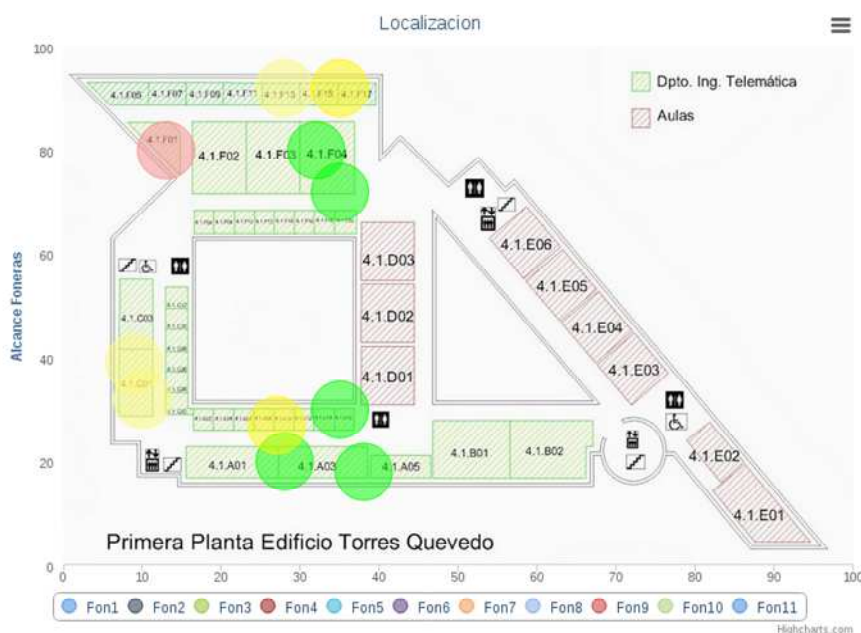 Localizacion
Alcance Foneras
100
80
60
40
20
0
4.1.F05
4.1.F07
4.1.F09
4.1.F11
4.1.F13
4.1.F15
4.1.F17
Dpto. Ing. Telemática
Aulas
4.1.F01
4.1.F02
4.1.F03
4.1.F04
4.1.E06
4.1.E05
4.1.E04
4.1.E03
4.1.D03
4.1.D02
4.1.D01
4.1.C03
4.1.C01
4.1.A01
4.1.A03
4.1.A05
4.1.B01
4.1.B02
4.1.E02
4.1.E01
Primera Planta Edificio Torres Quevedo
0 10 20 30 40 50 60 70 80 90 100
Fon1 Fon2 Fon3 Fon4 Fon5 Fon6 Fon7 Fon8 Fon9 Fon10 Fon11
Highcharts.com